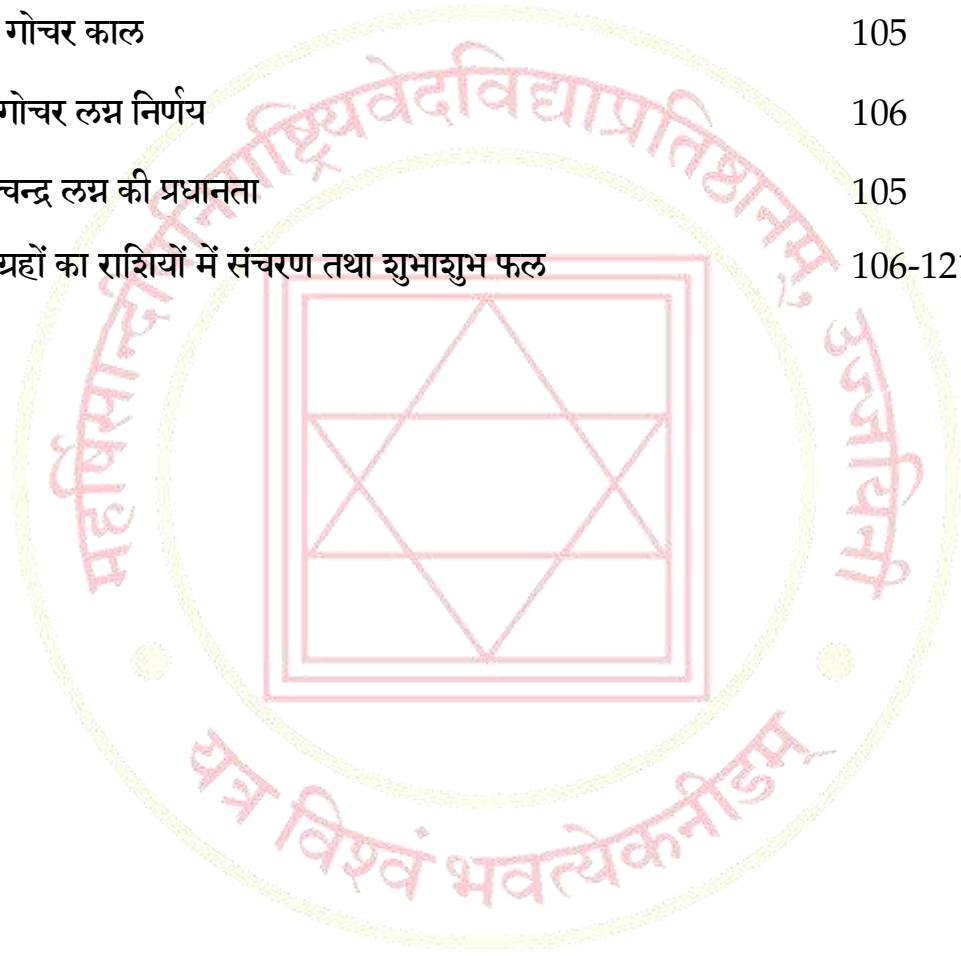 गोचर काल 105
गोचर लग्न निर्णय 106
चन्द्र लग्न की प्रधानता 105
ग्रहों का राशियों में संचरण तथा शुभाशुभ फल 106-121
महर्षिसान्दीपनिराष्ट्रियवेदविद्याप्रतिष्ठानम्, उज्जयिनी
यत्र विश्वं भवत्येकनीडम्